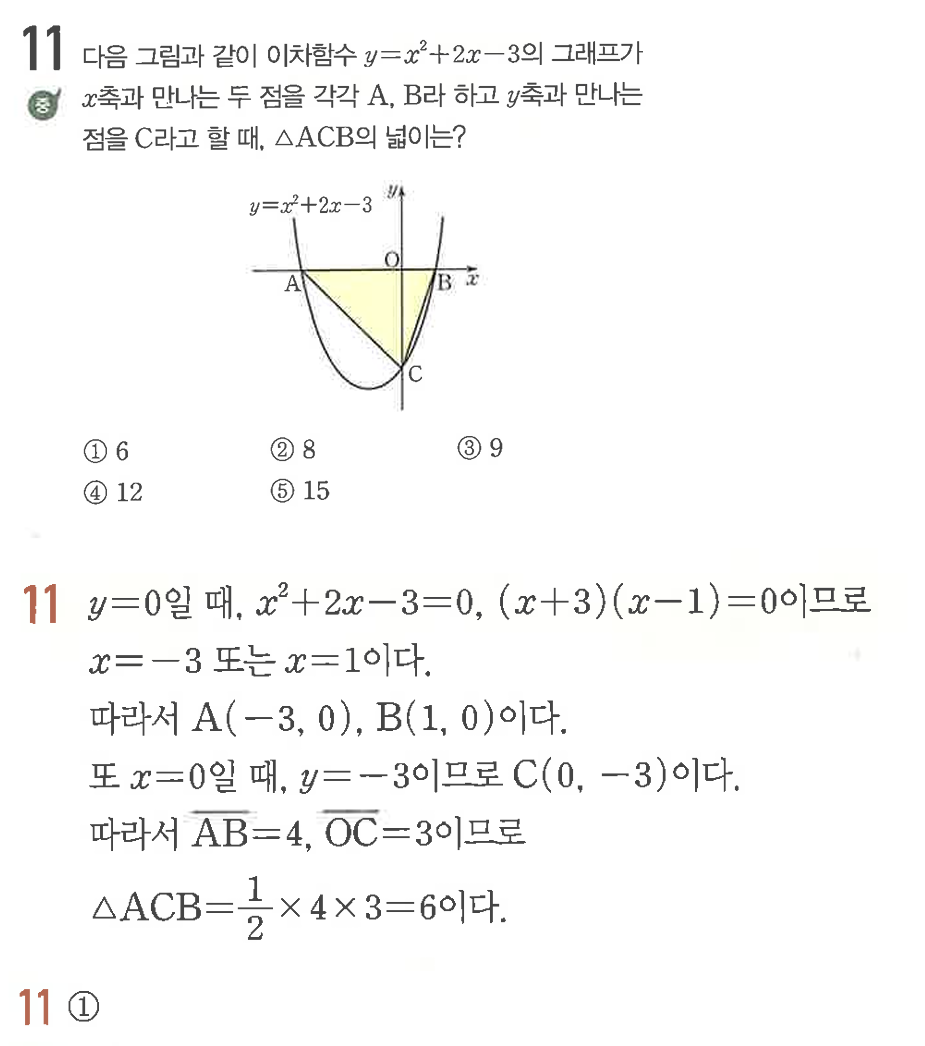 11 다음 그림과 같이 이차함수 y=x²+2x-3의 그래프가
중 x축과 만나는 두 점을 각각 A, B라 하고 y축과 만나는
점을 C라고 할 때, △ACB의 넓이는?
y=x²+2x-3 y
O
A B x
C
① 6 ② 8 ③ 9
④ 12 ⑤ 15
11 y=0일 때, x²+2x-3=0, (x+3)(x-1)=0이므로
x=-3 또는 x=1이다.
따라서 A(-3, 0), B(1, 0)이다.
또 x=0일 때, y=-3이므로 C(0, -3)이다.
따라서 A̅B̅=4, O̅C̅=3이므로
△ACB=1/2×4×3=6이다.
11 ①